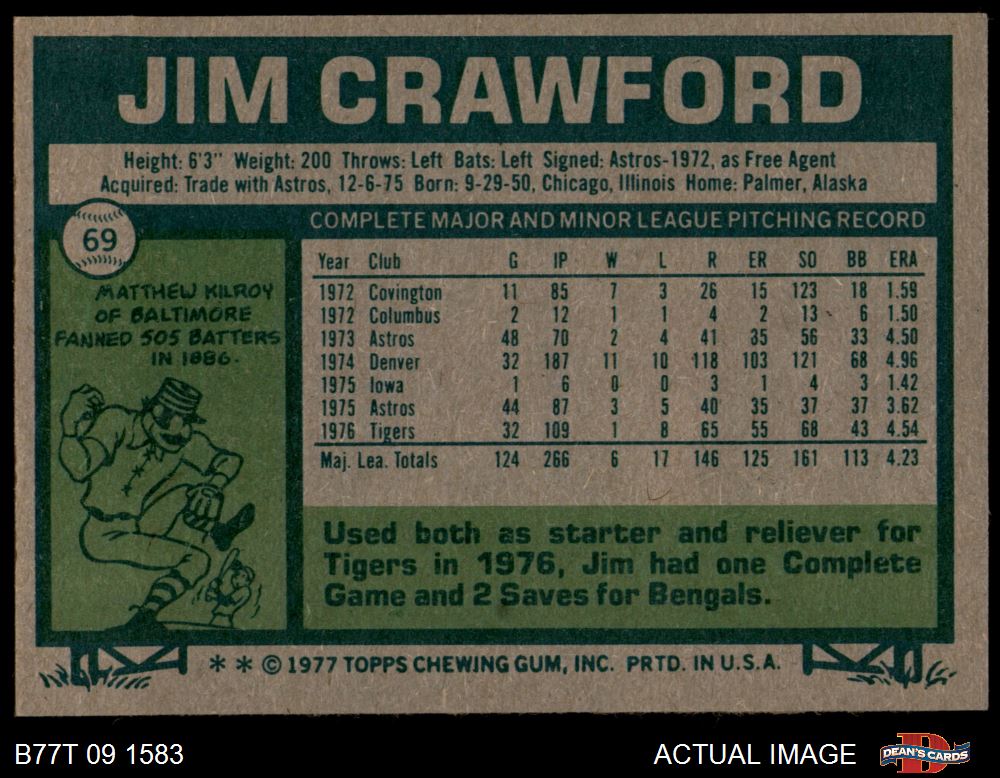 JIM CRAWFORD
Height: 6'3" Weight: 200 Throws: Left Bats: Left Signed: Astros-1972, as Free Agent
Acquired: Trade with Astros, 12-6-75 Born: 9-29-50, Chicago, Illinois Home: Palmer, Alaska
69
MATTHEW KILROY
OF BALTIMORE
FANNED 505 BATTERS
IN 1886.
COMPLETE MAJOR AND MINOR LEAGUE PITCHING RECORD
Year Club G IP W L R ER SO BB ERA
1972 Covington 11 85 7 3 26 15 123 18 1.59
1972 Columbus 2 12 1 1 4 2 13 6 1.50
1973 Astros 48 70 2 4 41 35 56 33 4.50
1974 Denver 32 187 11 10 118 103 121 68 4.96
1975 Iowa 1 6 0 0 3 1 4 3 1.42
1975 Astros 44 87 3 5 40 35 37 37 3.62
1976 Tigers 32 109 1 8 65 55 68 43 4.54
Maj. Lea. Totals 124 266 6 17 146 125 161 113 4.23
Used both as starter and reliever for
Tigers in 1976, Jim had one Complete
Game and 2 Saves for Bengals.
* * © 1977 TOPPS CHEWING GUM, INC. PRTD. IN U.S.A.
B77T 09 1583
ACTUAL IMAGE
DEAN'S CARDS